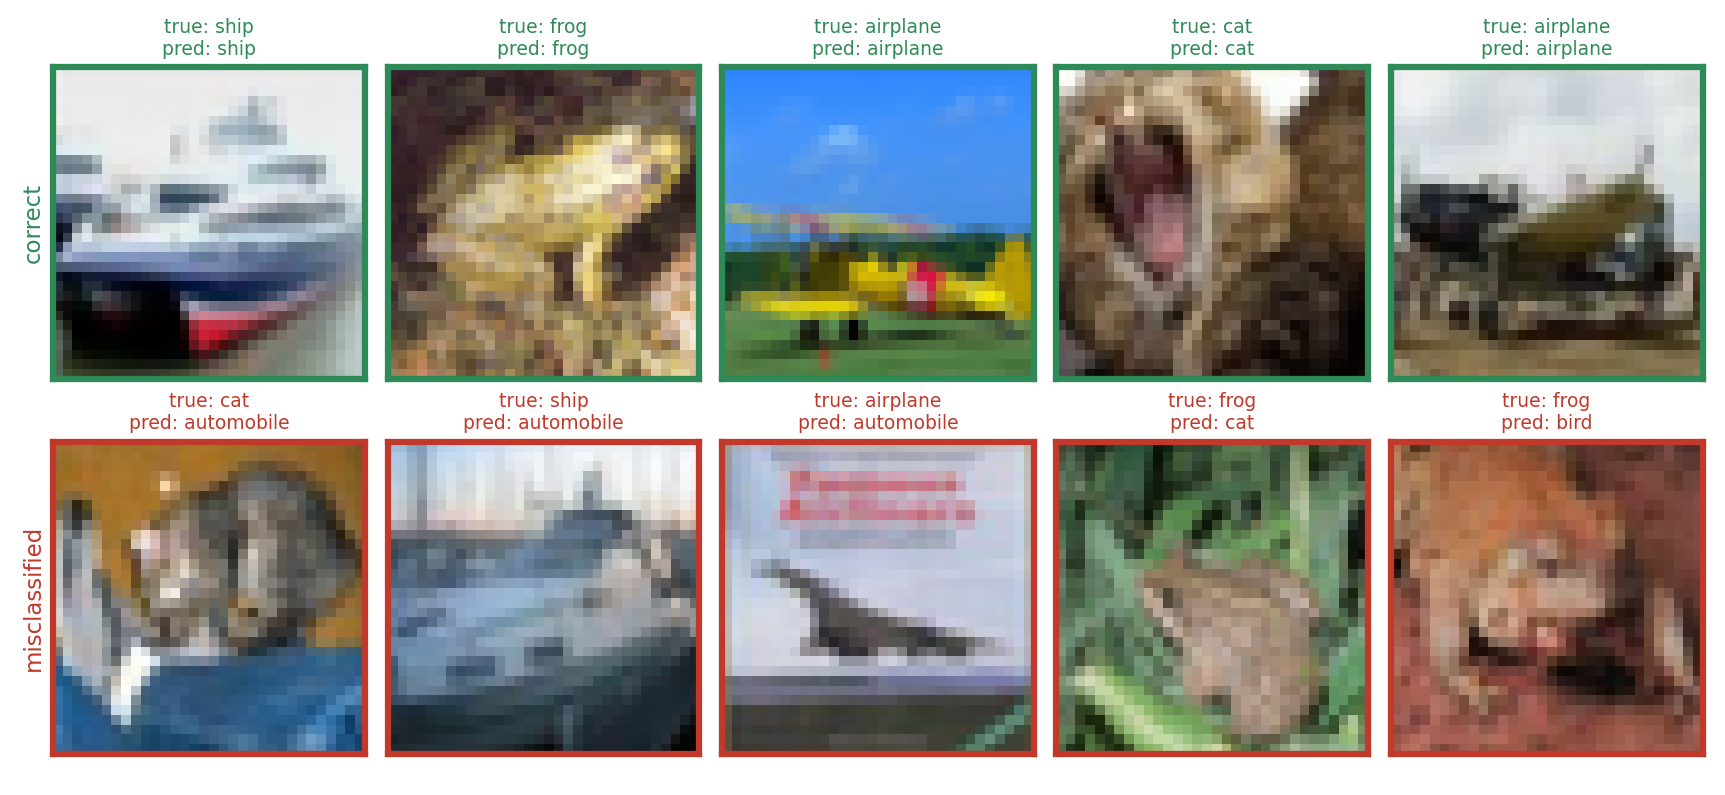 true: ship
pred: ship
true: frog
pred: frog
true: airplane
pred: airplane
true: cat
pred: cat
true: airplane
pred: airplane
correct
true: cat
pred: automobile
true: ship
pred: automobile
true: airplane
pred: automobile
true: frog
pred: cat
true: frog
pred: bird
misclassified